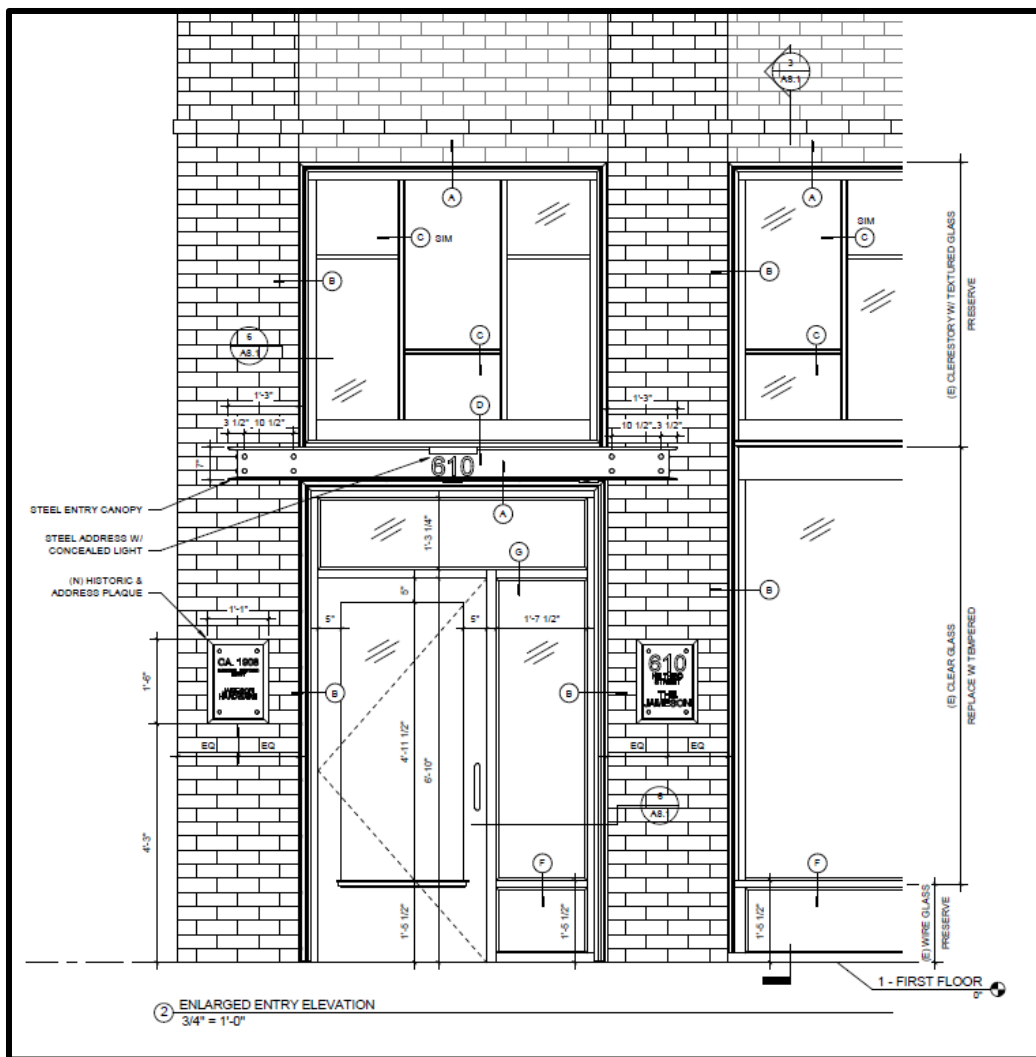 3
A8.1
A
A
C SIM
SIM
C
B
B
(E) CLERESTORY W/ TEXTURED GLASS
PRESERVE
6
A8.1
C
C
1'-3"
D
1'-3"
3 1/2" 10 1/2"
10 1/2" 3 1/2"
7"
610
STEEL ENTRY CANOPY
A
STEEL ADDRESS W/
CONCEALED LIGHT
1'-3 1/4"
G
(N) HISTORIC &
ADDRESS PLAQUE
5"
B
1'-1"
5"
5"
1'-7 1/2"
CA. 1908
HARDWARE
610
STREET
THE
JAMESON
1'-6"
B
B
(E) CLEAR GLASS
REPLACE W/ TEMPERED
EQ EQ
EQ EQ
4'-11 1/2"
6'-10"
6
A8.1
4'-3"
F
F
1'-5 1/2"
1'-5 1/2"
1'-5 1/2"
(E) WIRE GLASS
PRESERVE
1 - FIRST FLOOR
0"
2 ENLARGED ENTRY ELEVATION
3/4" = 1'-0"